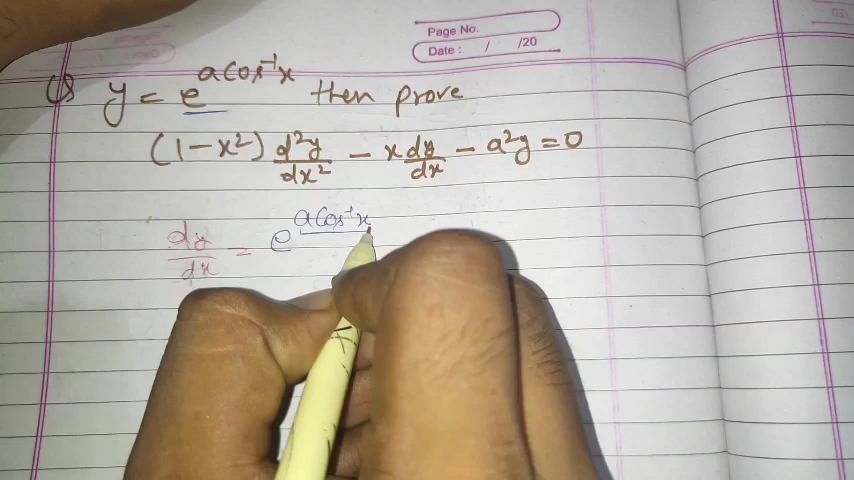 Page No.
Date : / /20
Q y = e^{a Cos⁻¹x} then prove
(1-x²) d²y/dx² - x dy/dx - a²y = 0
dy/dx = e^{a Cos⁻¹x}